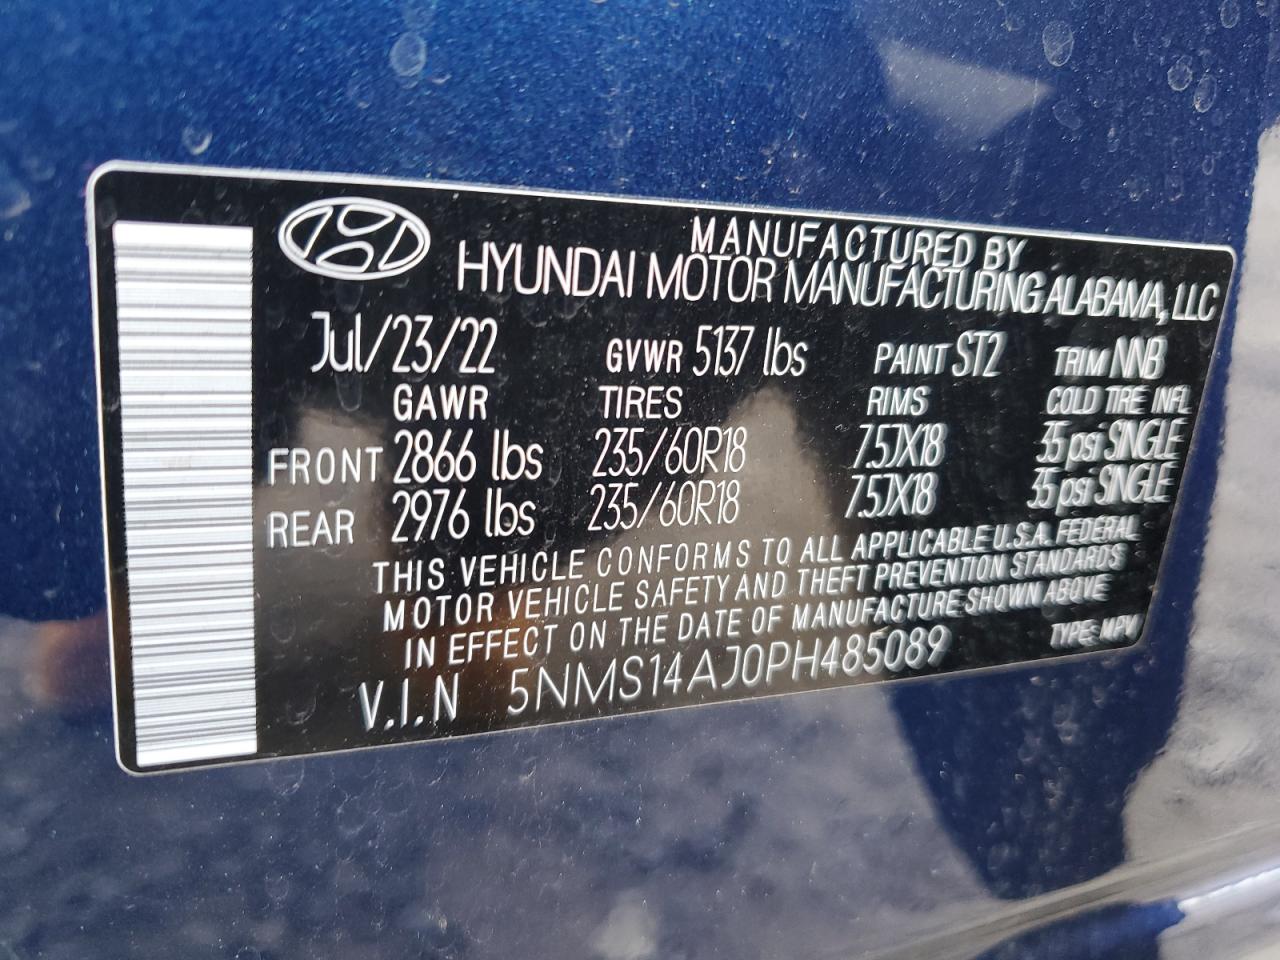 MANUFACTURED BY
HYUNDAI MOTOR MANUFACTURING ALABAMA, LLC
Jul/23/22 GVWR 5137 lbs PAINT ST2 TRIM NNB
GAWR TIRES RIMS COLD TIRE INFL
FRONT 2866 lbs 235/60R18 7.5JX18 35 psi SINGLE
REAR 2976 lbs 235/60R18 7.5JX18 35 psi SINGLE
THIS VEHICLE CONFORMS TO ALL APPLICABLE U.S.A. FEDERAL
MOTOR VEHICLE SAFETY AND THEFT PREVENTION STANDARDS
IN EFFECT ON THE DATE OF MANUFACTURE SHOWN ABOVE
V.I.N 5NMS14AJ0PH485089 TYPE: MPV